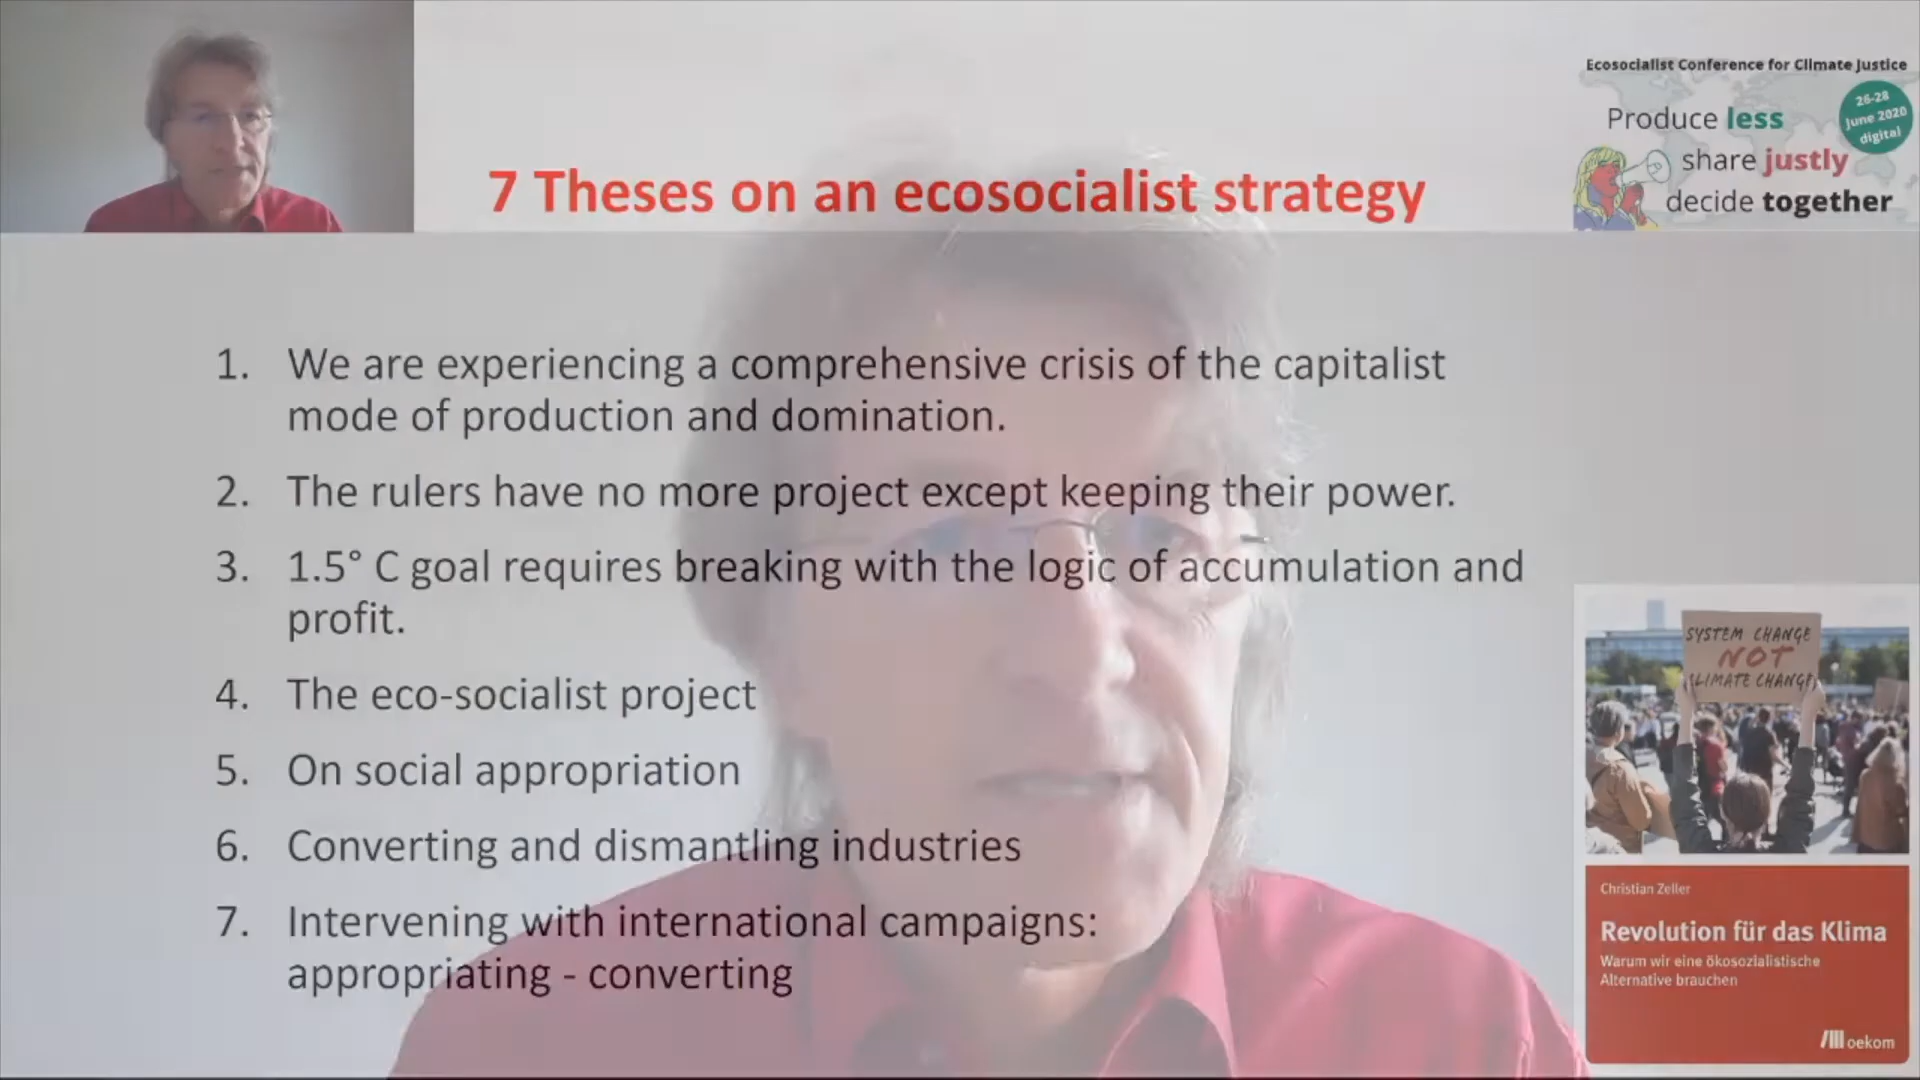 Ecosocialist Conference for Climate Justice
26-28
June 2020
digital
Produce less
share justly
decide together
7 Theses on an ecosocialist strategy
1. We are experiencing a comprehensive crisis of the capitalist
mode of production and domination.
2. The rulers have no more project except keeping their power.
3. 1.5° C goal requires breaking with the logic of accumulation and
profit.
4. The eco-socialist project
5. On social appropriation
6. Converting and dismantling industries
7. Intervening with international campaigns:
appropriating - converting
SYSTEM CHANGE
NOT
CLIMATE CHANGE
Christian Zeller
Revolution für das Klima
Warum wir eine ökosozialistische
Alternative brauchen
oekom